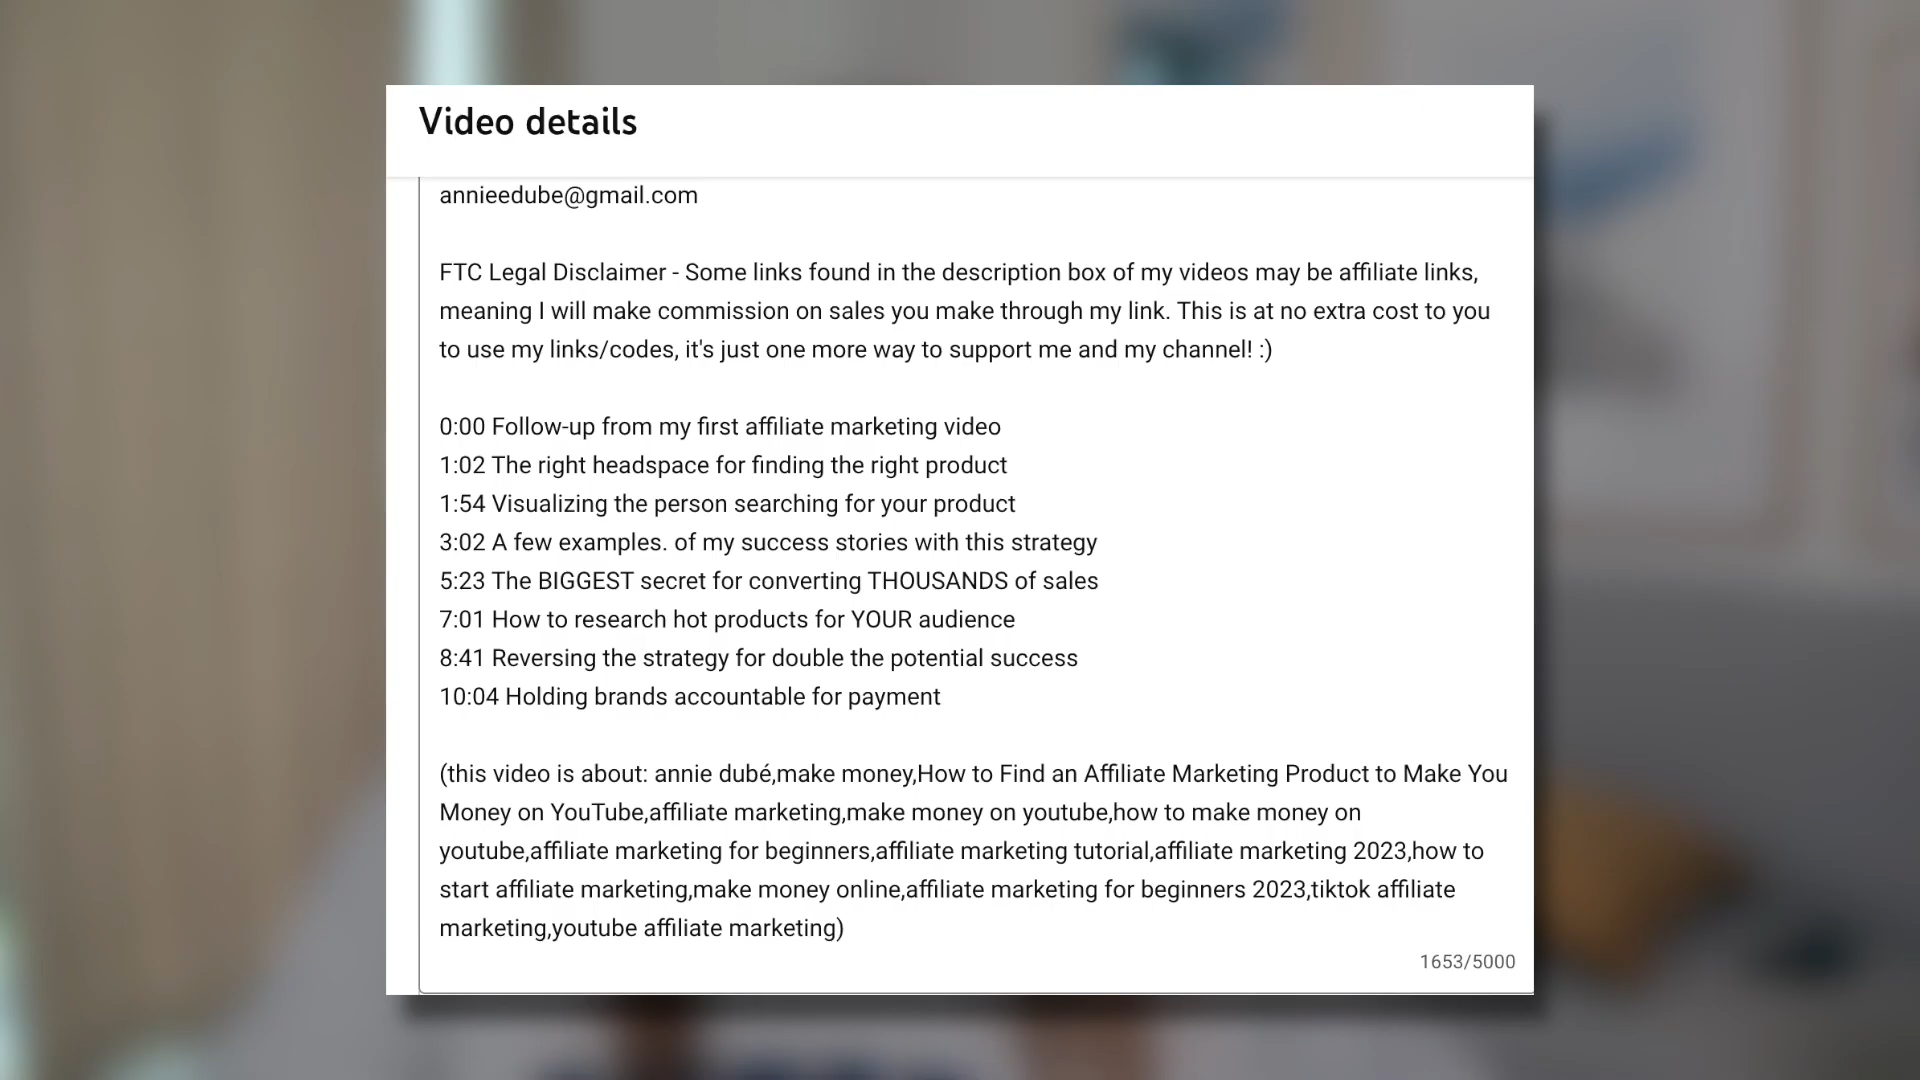 Video details
annieedube@gmail.com
FTC Legal Disclaimer - Some links found in the description box of my videos may be affiliate links,
meaning I will make commission on sales you make through my link. This is at no extra cost to you
to use my links/codes, it's just one more way to support me and my channel! :)
0:00 Follow-up from my first affiliate marketing video
1:02 The right headspace for finding the right product
1:54 Visualizing the person searching for your product
3:02 A few examples. of my success stories with this strategy
5:23 The BIGGEST secret for converting THOUSANDS of sales
7:01 How to research hot products for YOUR audience
8:41 Reversing the strategy for double the potential success
10:04 Holding brands accountable for payment
(this video is about: annie dubé,make money,How to Find an Affiliate Marketing Product to Make You
Money on YouTube,affiliate marketing,make money on youtube,how to make money on
youtube,affiliate marketing for beginners,affiliate marketing tutorial,affiliate marketing 2023,how to
start affiliate marketing,make money online,affiliate marketing for beginners 2023,tiktok affiliate
marketing,youtube affiliate marketing)
1653/5000